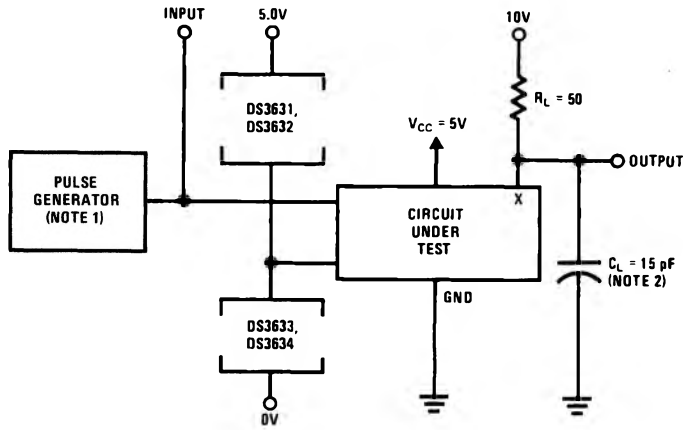 INPUT
5.0V
10V
DS3631,
DS3632
R_L = 50
V_CC = 5V
OUTPUT
PULSE
GENERATOR
(NOTE 1)
X
CIRCUIT
UNDER
TEST
C_L = 15 pF
(NOTE 2)
GND
DS3633,
DS3634
0V